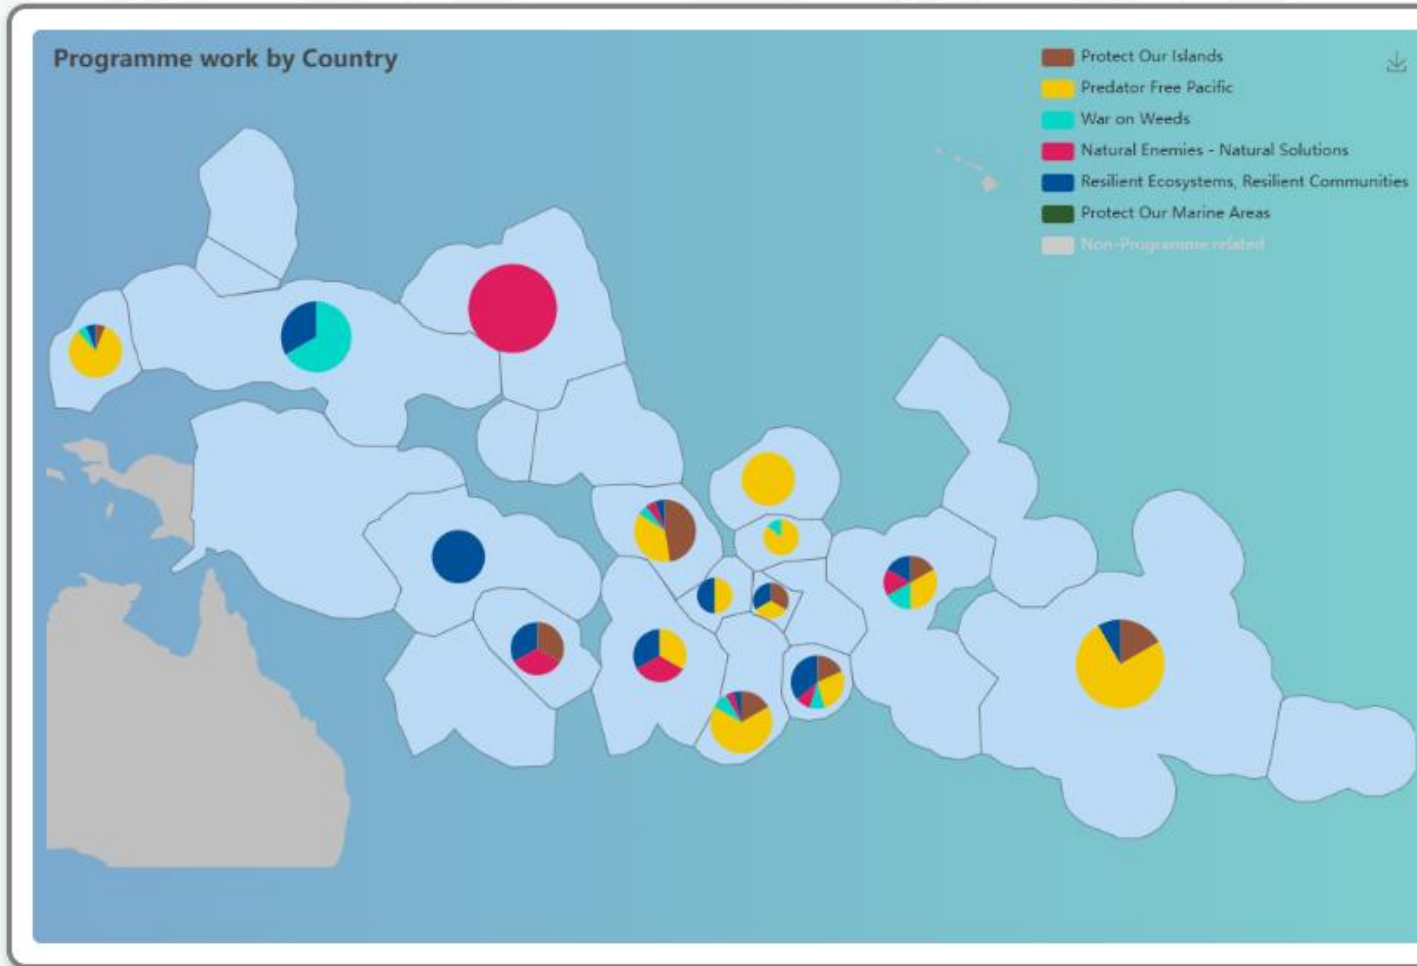 Programme work by Country
Protect Our Islands
Predator Free Pacific
War on Weeds
Natural Enemies - Natural Solutions
Resilient Ecosystems, Resilient Communities
Protect Our Marine Areas
Non-Programme related